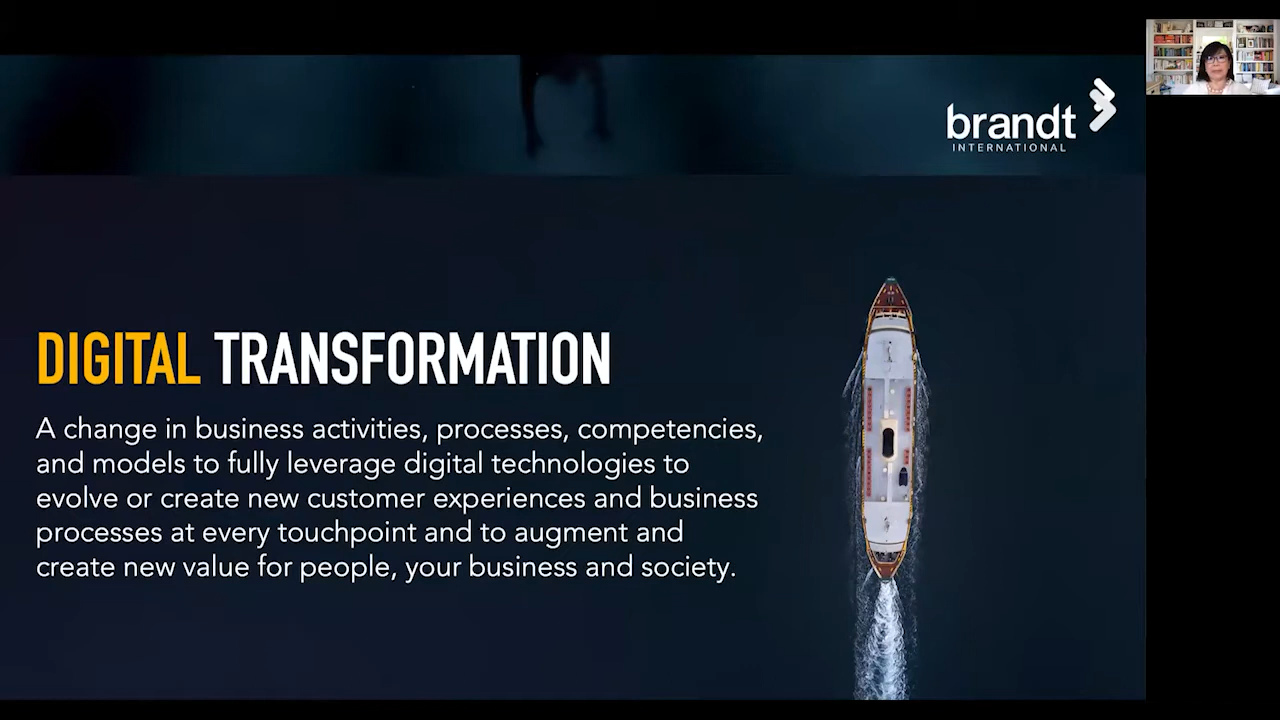 brandt
INTERNATIONAL
DIGITAL TRANSFORMATION
A change in business activities, processes, competencies,
and models to fully leverage digital technologies to
evolve or create new customer experiences and business
processes at every touchpoint and to augment and
create new value for people, your business and society.